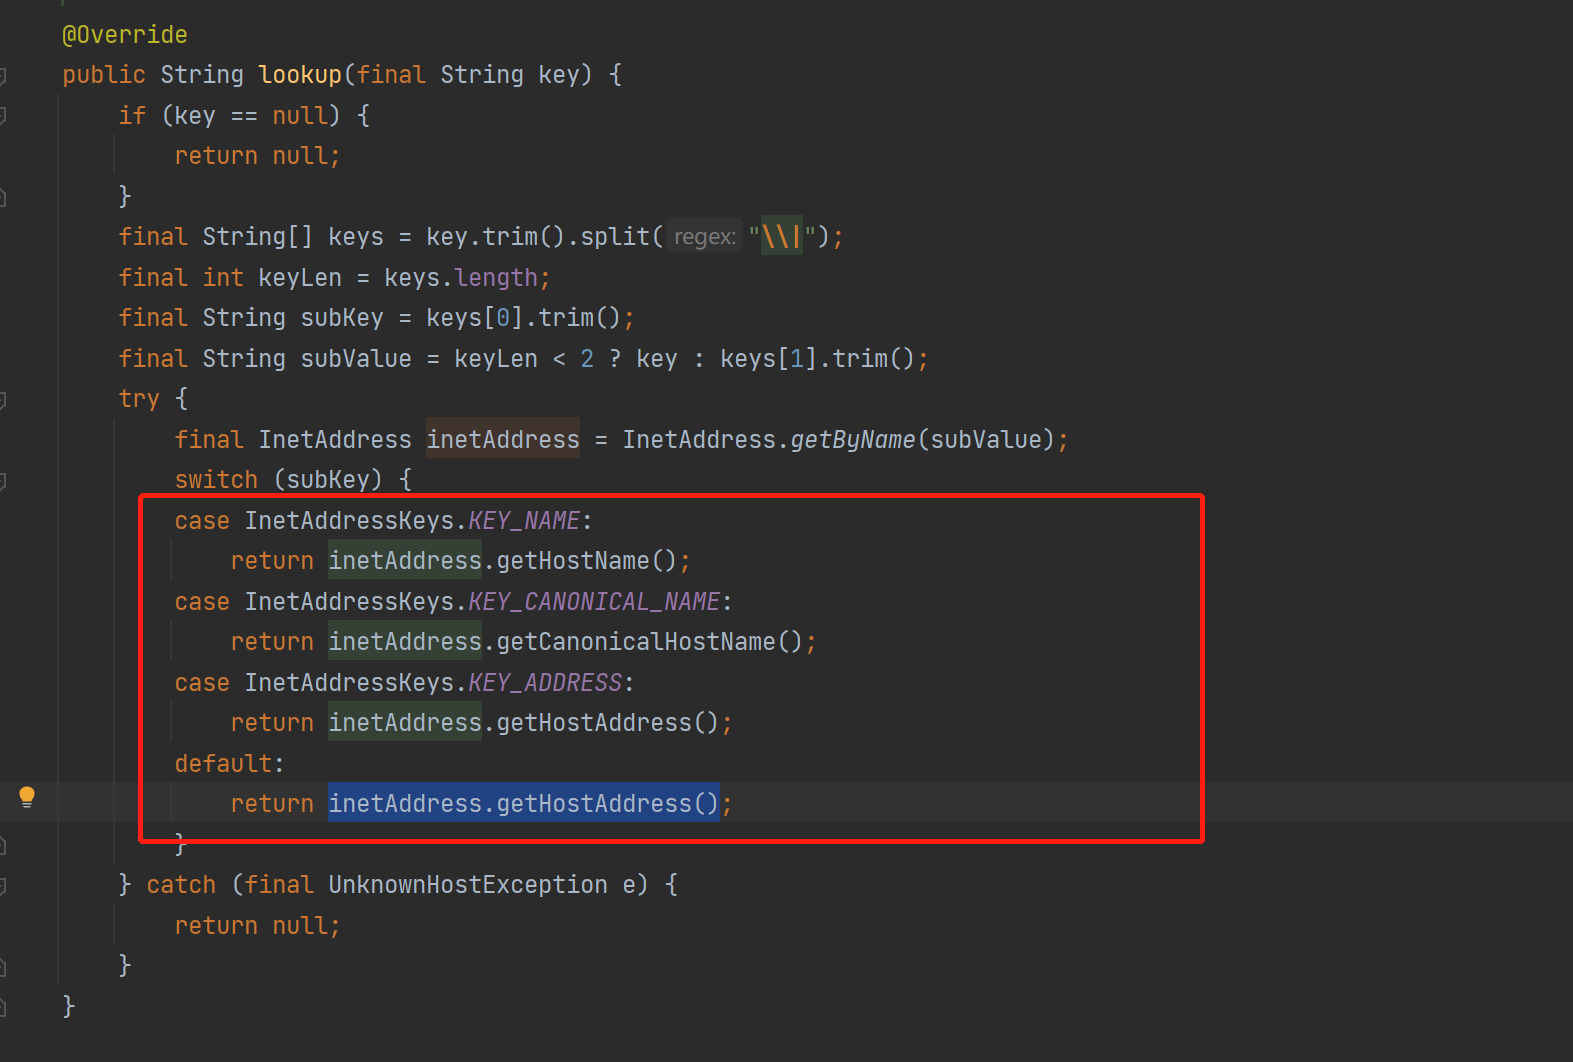 @Override
public String lookup(final String key) {
if (key == null) {
return null;
}
final String[] keys = key.trim().split( regex: "\\|");
final int keyLen = keys.length;
final String subKey = keys[0].trim();
final String subValue = keyLen < 2 ? key : keys[1].trim();
try {
final InetAddress inetAddress = InetAddress.getByName(subValue);
switch (subKey) {
case InetAddressKeys.KEY_NAME:
return inetAddress.getHostName();
case InetAddressKeys.KEY_CANONICAL_NAME:
return inetAddress.getCanonicalHostName();
case InetAddressKeys.KEY_ADDRESS:
return inetAddress.getHostAddress();
default:
return inetAddress.getHostAddress();
}
} catch (final UnknownHostException e) {
return null;
}
}